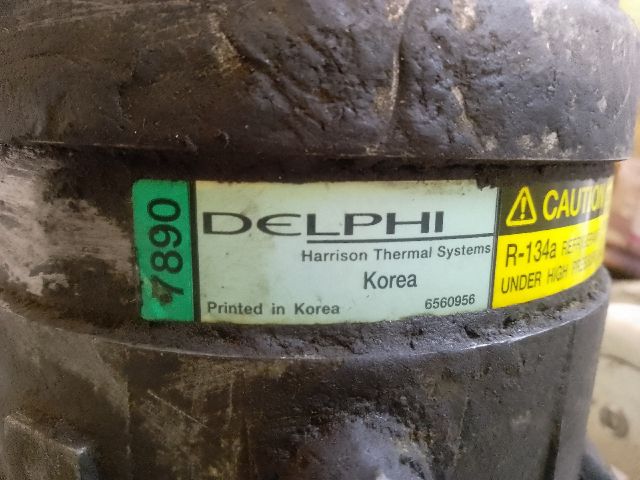 7890
DELPHI
Harrison Thermal Systems
Korea
Printed in Korea 6560956
CAUTION
R-134a
UNDER HIGH